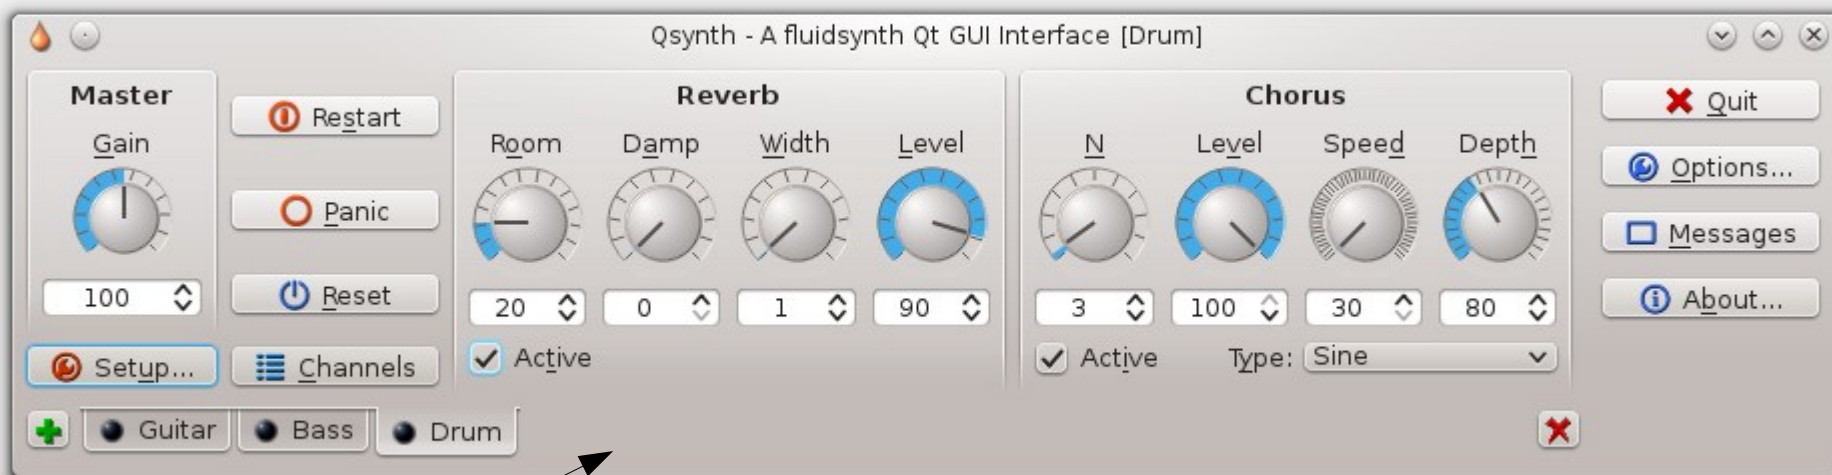 Qsynth - A fluidsynth Qt GUI Interface [Drum]
Master
Gain
100
Setup...
Restart
Panic
Reset
Channels
Reverb
Room Damp Width Level
20 0 1 90
Active
Chorus
N Level Speed Depth
3 100 30 80
Active Type: Sine
Quit
Options...
Messages
About...
Guitar Bass Drum